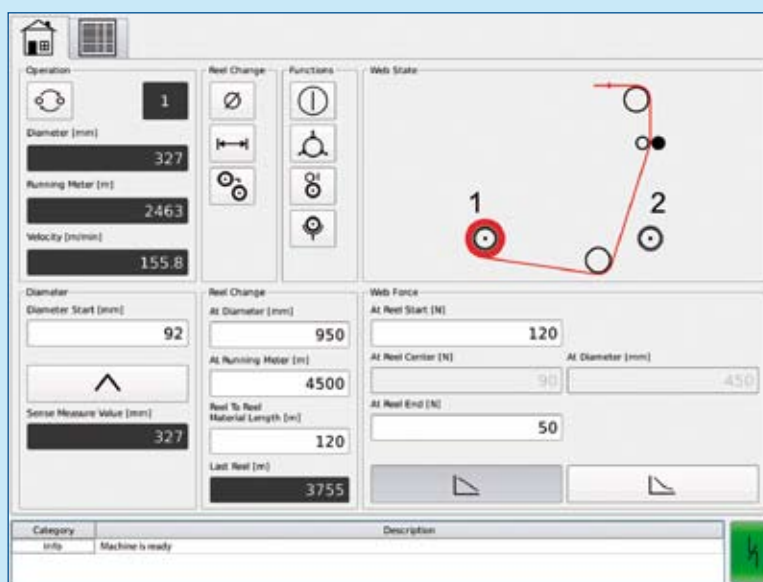 Operation
1
Diameter [mm]
327
Running Meter [m]
2463
Velocity [m/min]
155.8
Reel Change
Functions
Web State
1
2
Diameter
Diameter Start [mm]
92
Sense Measure Value [mm]
327
Reel Change
At Diameter [mm]
950
At Running Meter [m]
4500
Reel To Reel
Material Length [m]
120
Last Reel [m]
3755
Web Force
At Reel Start [N]
120
At Reel Center [N]
90
At Diameter [mm]
450
At Reel End [N]
50
Category Description
Info Machine is ready